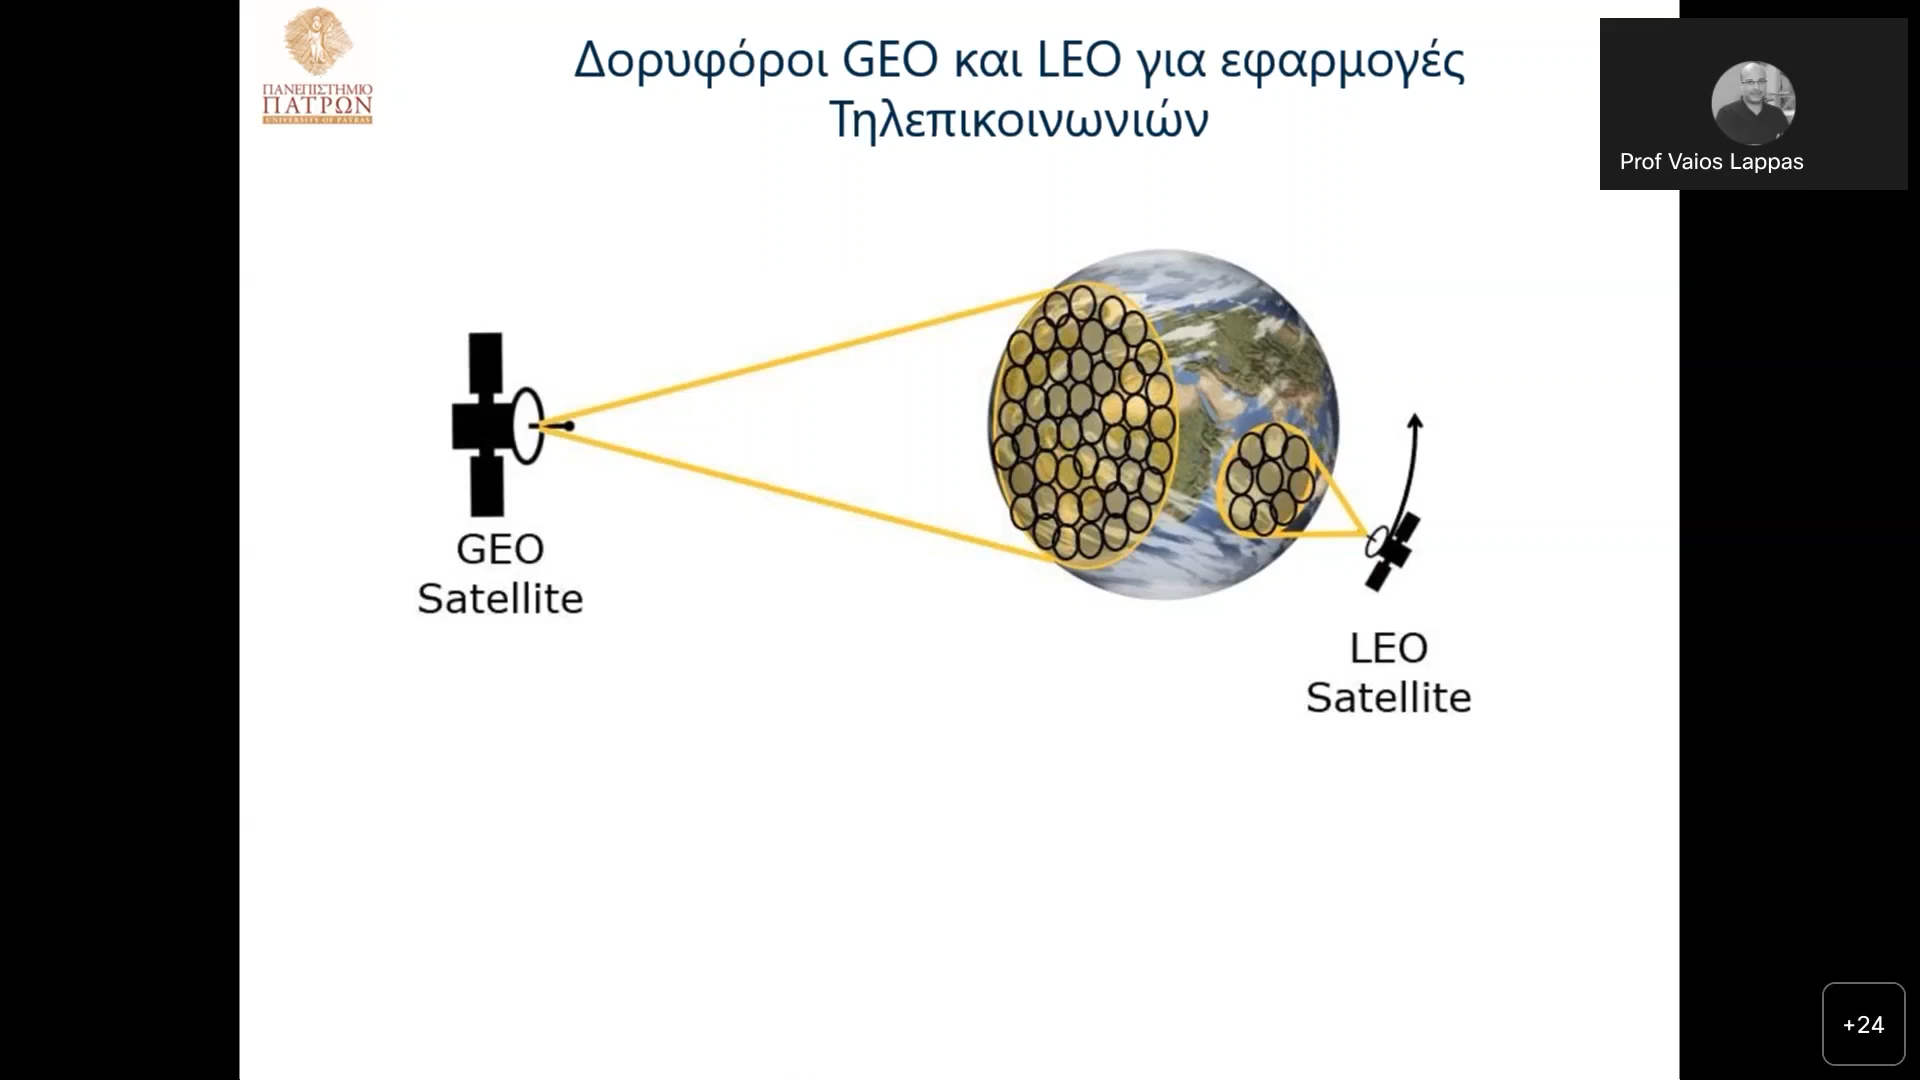 ΠΑΝΕΠΙΣΤΗΜΙΟ
ΠΑΤΡΩΝ
UNIVERSITY OF PATRAS
Δορυφόροι GEO και LEO για εφαρμογές
Τηλεπικοινωνιών
Prof Vaios Lappas
GEO
Satellite
LEO
Satellite
+24